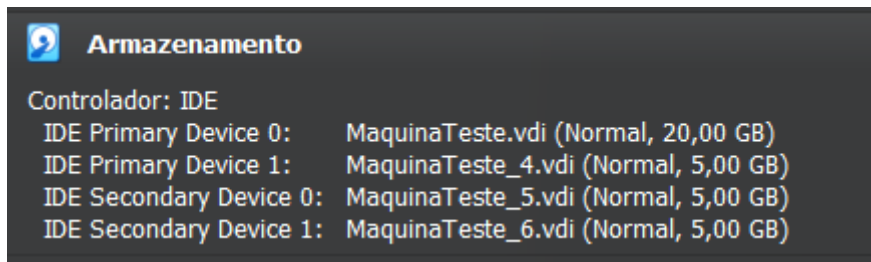 Armazenamento
Controlador: IDE
IDE Primary Device 0: MaquinaTeste.vdi (Normal, 20,00 GB)
IDE Primary Device 1: MaquinaTeste_4.vdi (Normal, 5,00 GB)
IDE Secondary Device 0: MaquinaTeste_5.vdi (Normal, 5,00 GB)
IDE Secondary Device 1: MaquinaTeste_6.vdi (Normal, 5,00 GB)